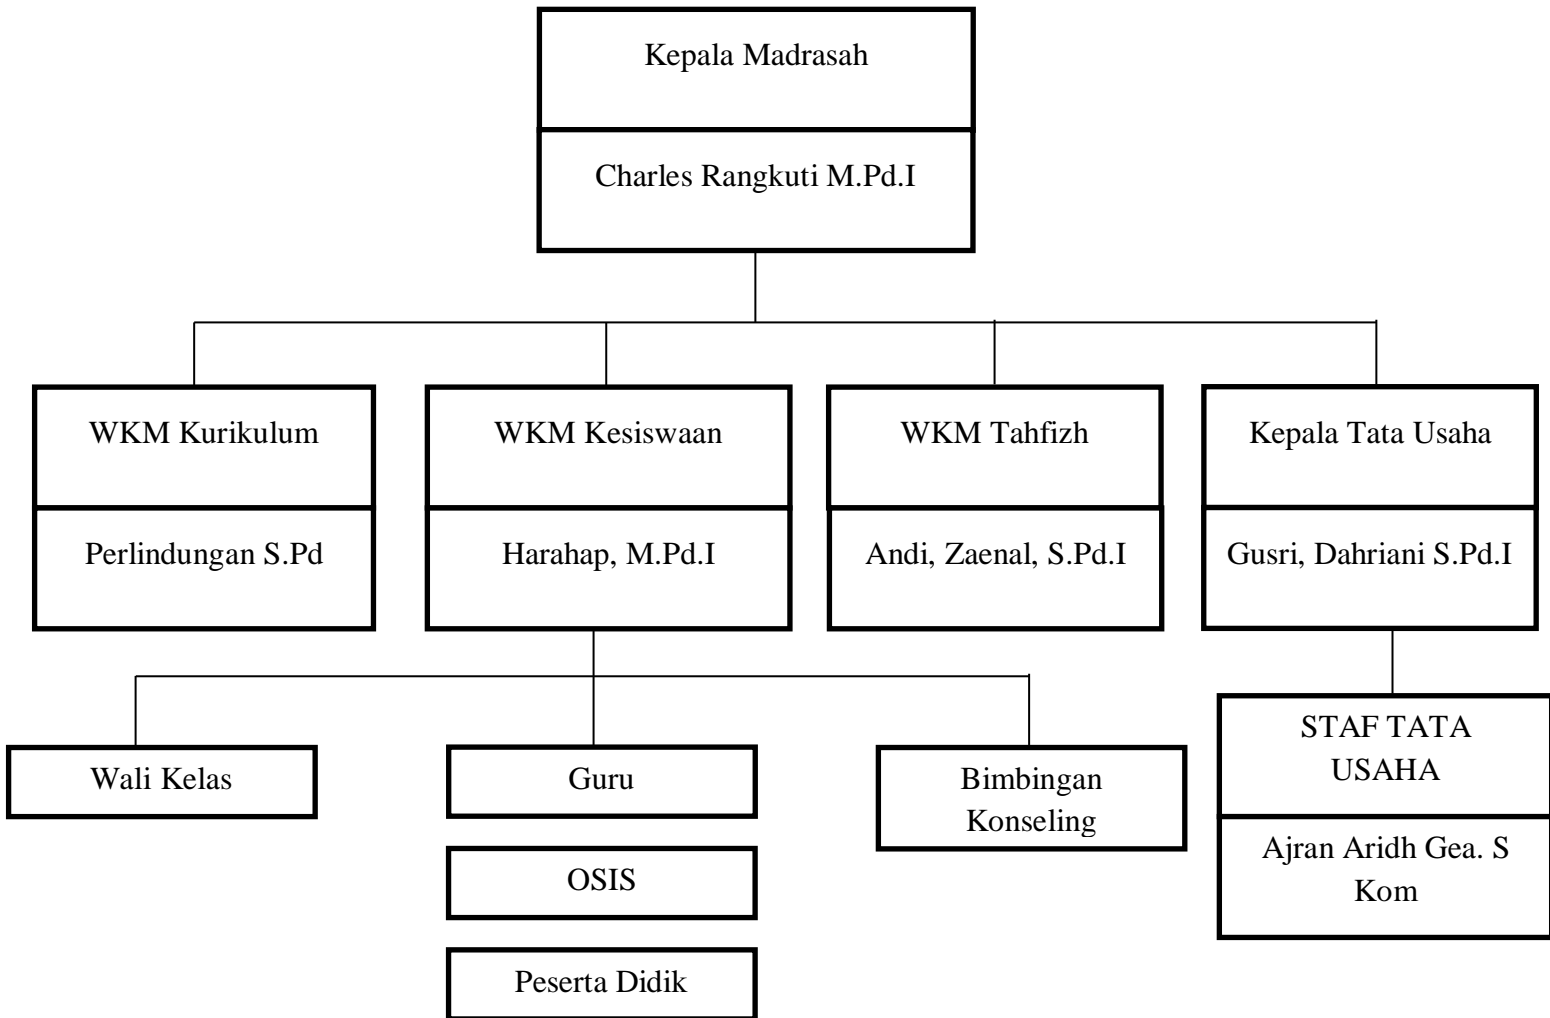 Kepala Madrasah
Charles Rangkuti M.Pd.I
WKM Kurikulum
Perlindungan S.Pd
WKM Kesiswaan
Harahap, M.Pd.I
WKM Tahfizh
Andi, Zaenal, S.Pd.I
Kepala Tata Usaha
Gusri, Dahriani S.Pd.I
Wali Kelas
Guru
Bimbingan
Konseling
STAF TATA
USAHA
Ajran Aridh Gea. S
Kom
OSIS
Peserta Didik